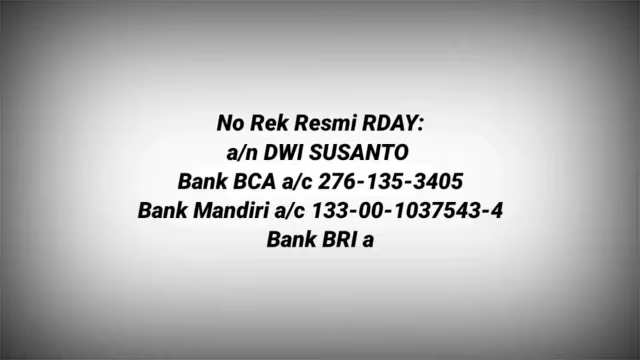 No Rek Resmi RDAY:
a/n DWI SUSANTO
Bank BCA a/c 276-135-3405
Bank Mandiri a/c 133-00-1037543-4
Bank BRI a